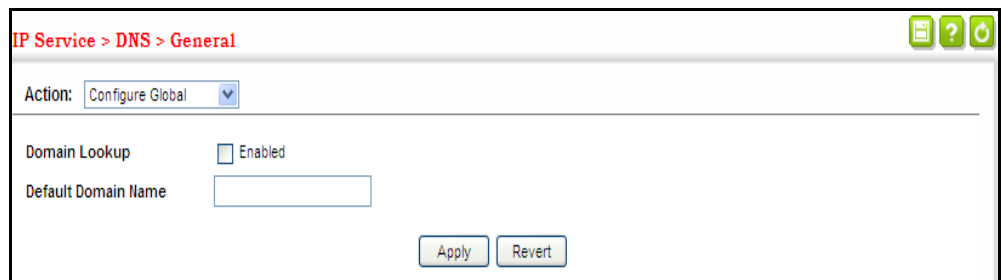 IP Service > DNS > General
?
Action: Configure Global
Domain Lookup Enabled
Default Domain Name
Apply Revert